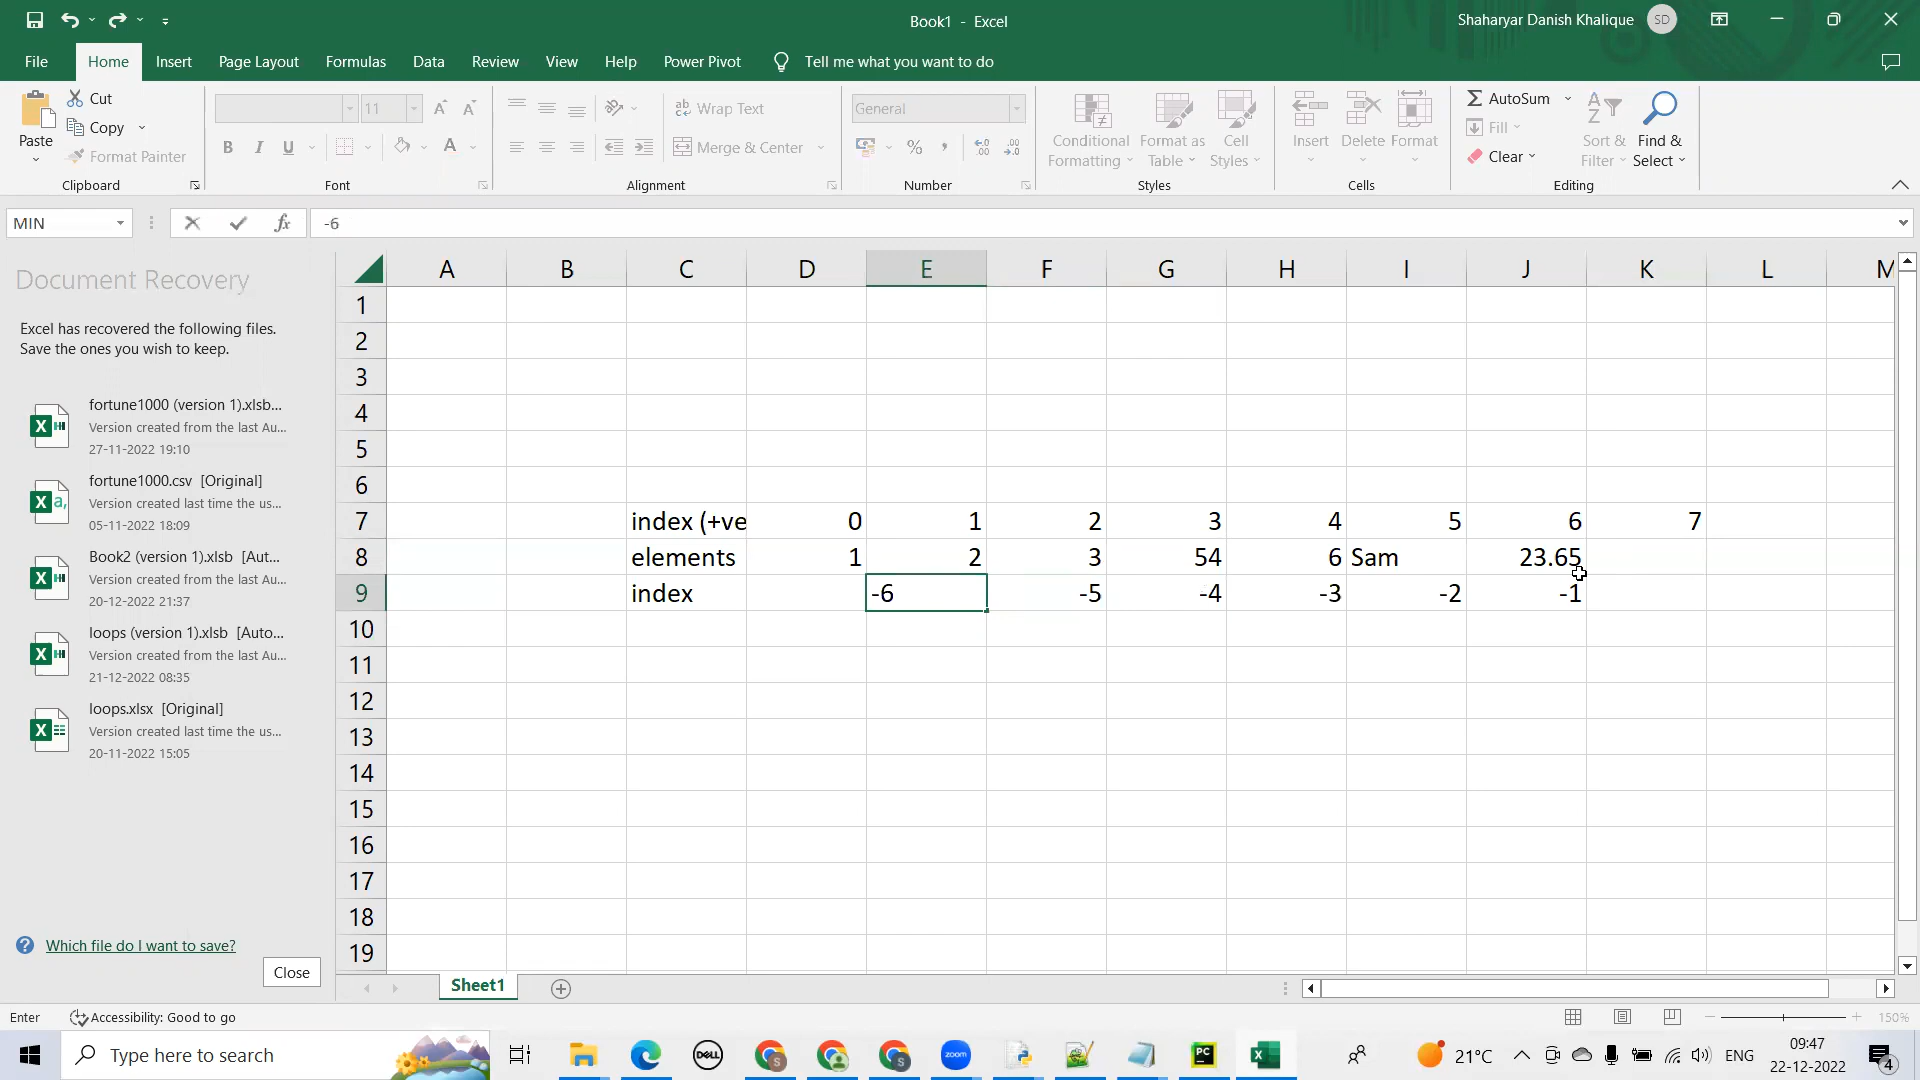 Book1 - Excel
Shaharyar Danish Khalique
SD
File
Home
Insert
Page Layout
Formulas
Data
Review
View
Help
Power Pivot
Tell me what you want to do
Paste
Cut
Copy
Format Painter
Clipboard
11
B I U
A
Font
Wrap Text
Merge & Center
Alignment
General
%
Number
Conditional Formatting
Format as Table
Cell Styles
Styles
Insert
Delete
Format
Cells
AutoSum
Fill
Clear
Sort & Filter
Find & Select
Editing
MIN
fx
-6
Document Recovery
Excel has recovered the following files.
Save the ones you wish to keep.
fortune1000 (version 1).xlsb...
Version created from the last Au...
27-11-2022 19:10
fortune1000.csv [Original]
Version created last time the us...
05-11-2022 18:09
Book2 (version 1).xlsb [Aut...
Version created from the last Au...
20-12-2022 21:37
loops (version 1).xlsb [Auto...
Version created from the last Au...
21-12-2022 08:35
loops.xlsx [Original]
Version created last time the us...
20-11-2022 15:05
Which file do I want to save?
Close
A B C D E F G H I J K L M
1
2
3
4
5
6
7 index (+ve 0 1 2 3 4 5 6 7
8 elements 1 2 3 54 6 Sam 23.65
9 index -6 -5 -4 -3 -2 -1
10
11
12
13
14
15
16
17
18
19
Sheet1
Enter
Accessibility: Good to go
150%
Type here to search
DELL
zoom
PC
21°C
ENG
09:47
22-12-2022
4